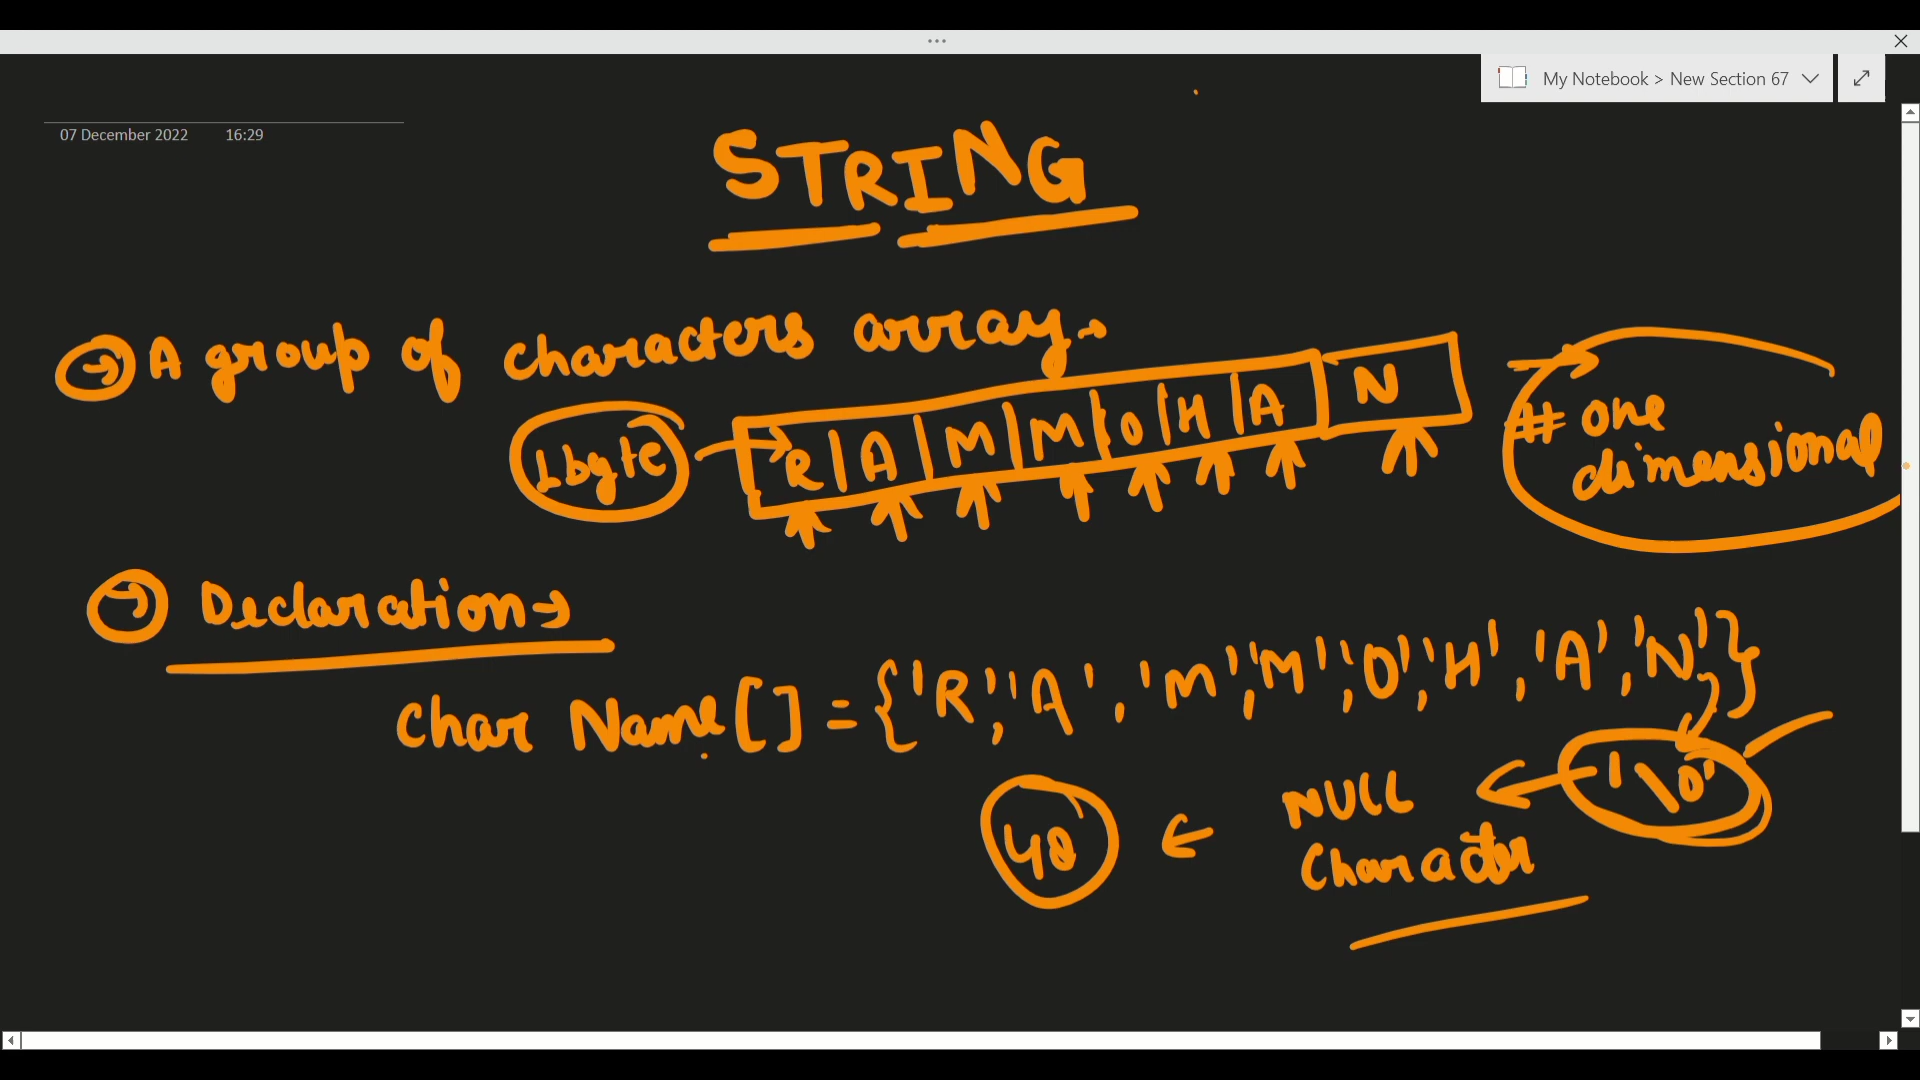 My Notebook > New Section 67
07 December 2022 16:29
STRING
→ A group of characters array.→
1byte → R|A|M|M|O|H|A|N
→ # one
dimensional
→ Declaration→
Char Name[] = {'R','A','M','M','O','H','A','N'}
'\0'
NULL
Character
48